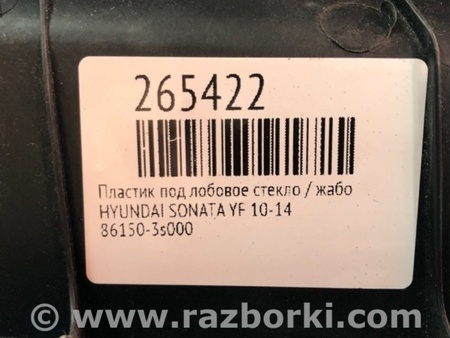 265422
Пластик под лобовое стекло / жабо
HYUNDAI SONATA YF 10-14
86150-3s000
© www.razborki.com